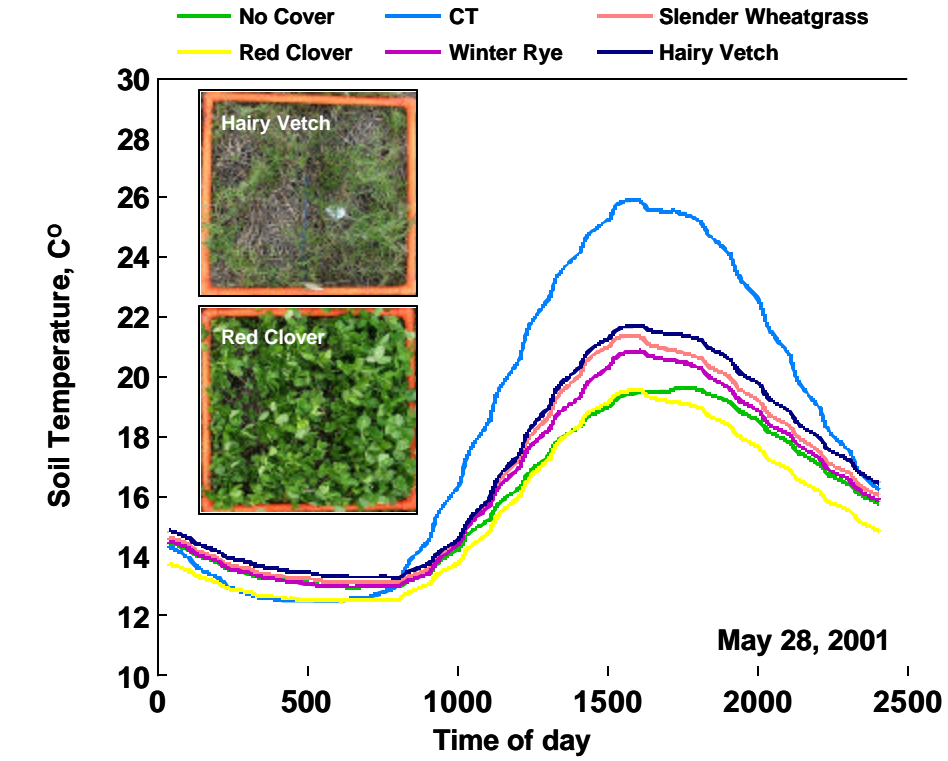 No Cover CT Slender Wheatgrass
Red Clover Winter Rye Hairy Vetch
30
28
26
24
22
20
18
16
14
12
10
Soil Temperature, Cº
Hairy Vetch
Red Clover
May 28, 2001
0 500 1000 1500 2000 2500
Time of day